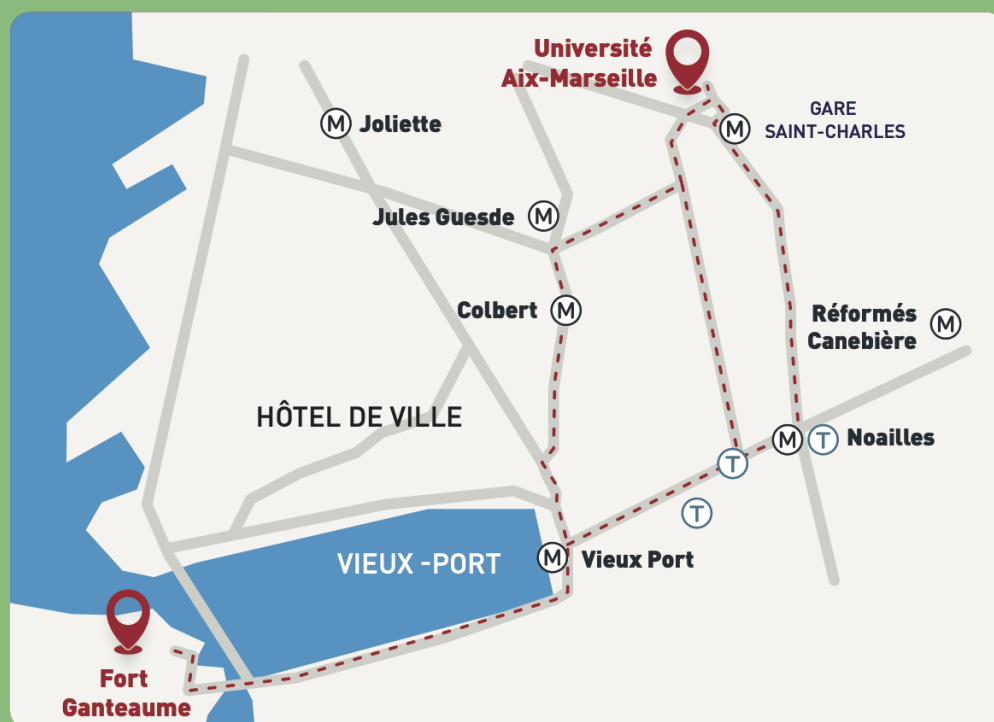 Université
Aix-Marseille
GARE
SAINT-CHARLES
M
M Joliette
Jules Guesde M
Colbert M
Réformés
Canebière
M
HÔTEL DE VILLE
M T Noailles
T
T
VIEUX -PORT
M Vieux Port
Fort
Ganteaume